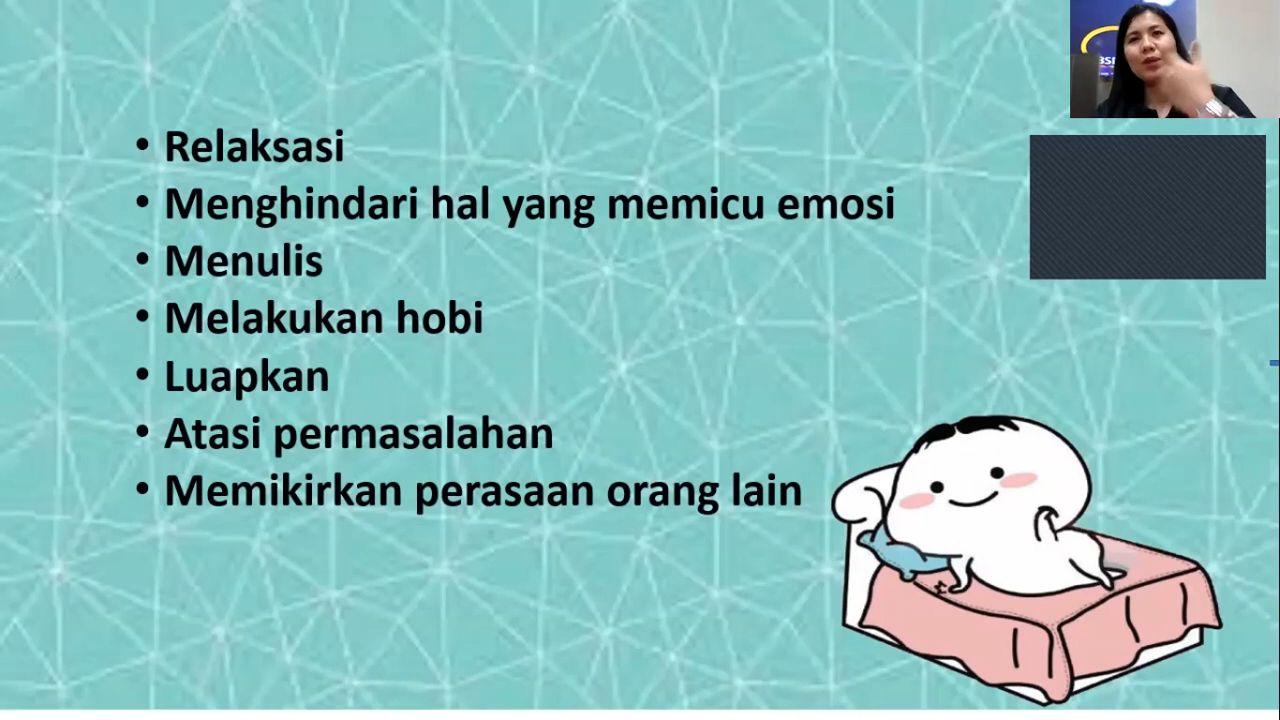 • Relaksasi
• Menghindari hal yang memicu emosi
• Menulis
• Melakukan hobi
• Luapkan
• Atasi permasalahan
• Memikirkan perasaan orang lain